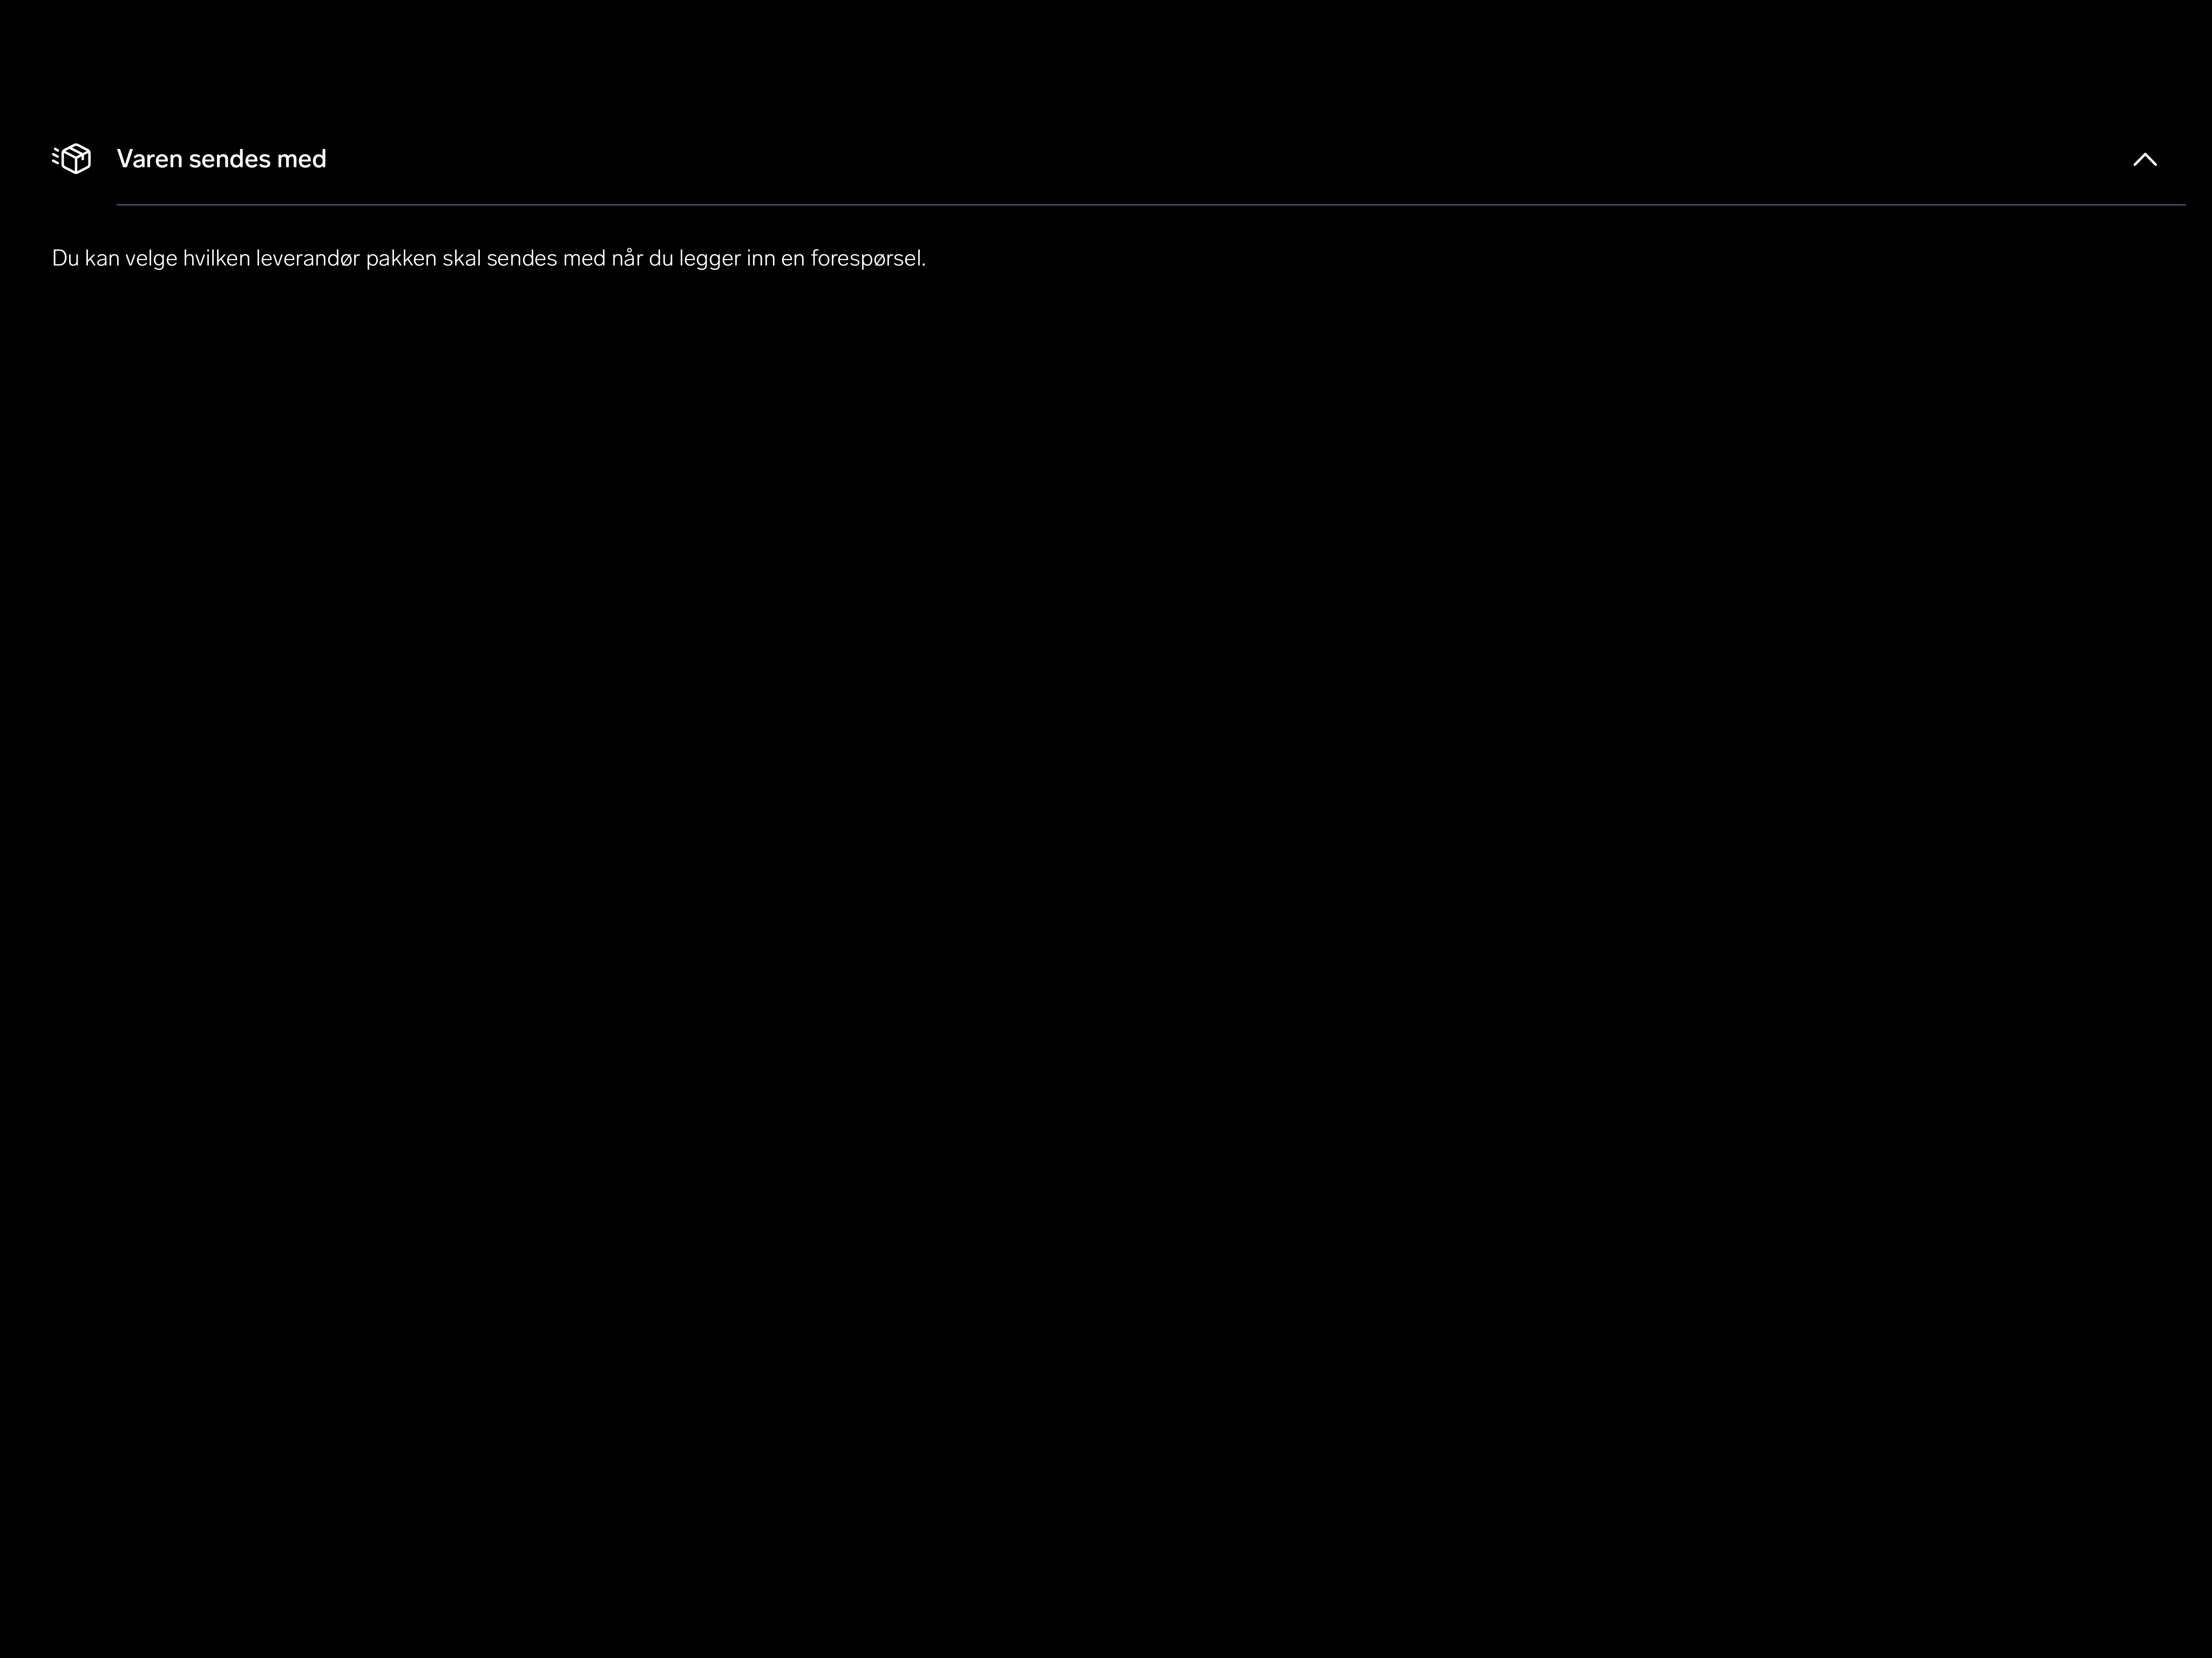 Varen sendes med
Du kan velge hvilken leverandør pakken skal sendes med når du legger inn en forespørsel.